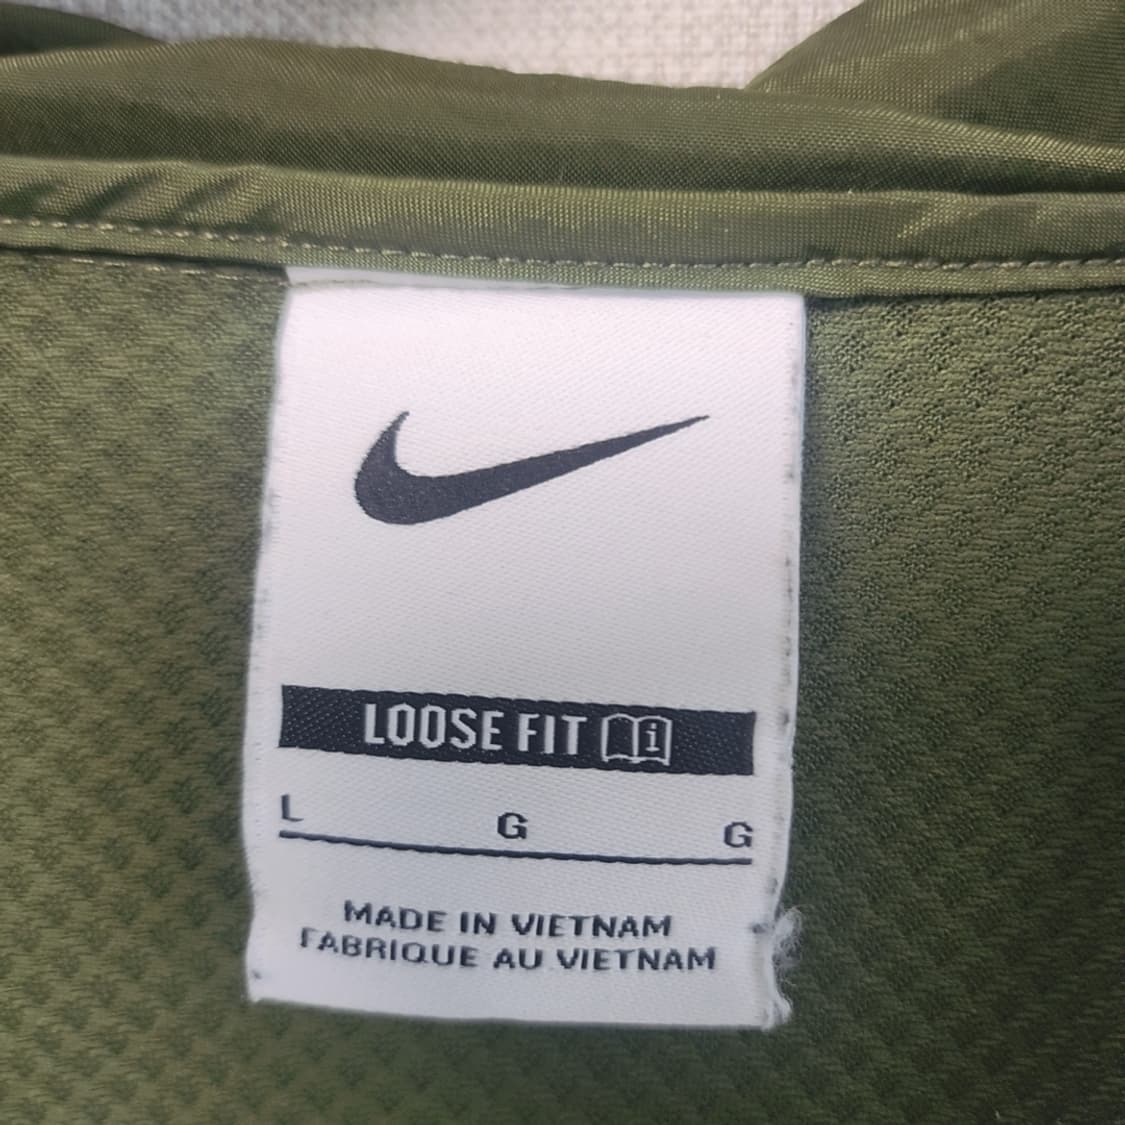 LOOSE FIT i
L G G
MADE IN VIETNAM
FABRIQUE AU VIETNAM